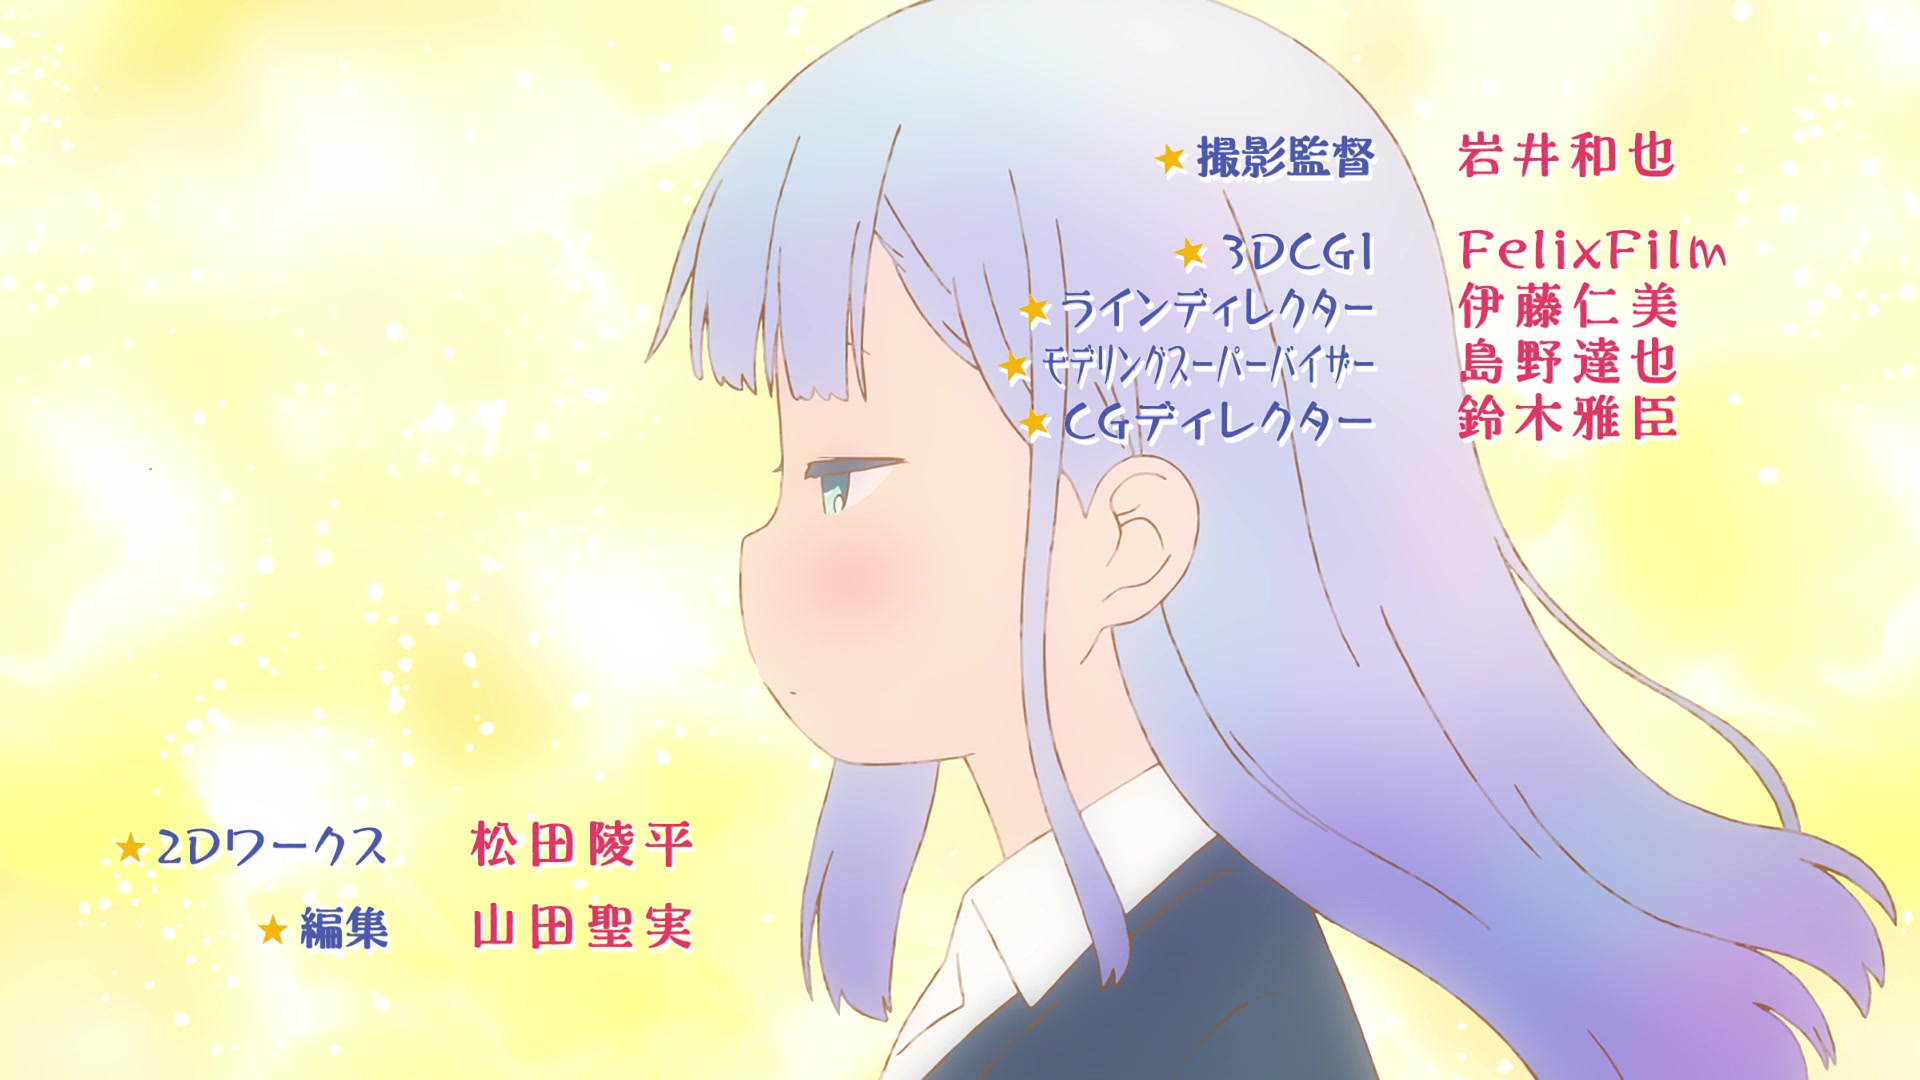 ★撮影監督 岩井和也
★3DCGI FelixFilm
★ラインディレクター 伊藤仁美
★モデリングスーパーバイザー 島野達也
★CGディレクター 鈴木雅臣
★2Dワークス 松田陵平
★編集 山田聖実